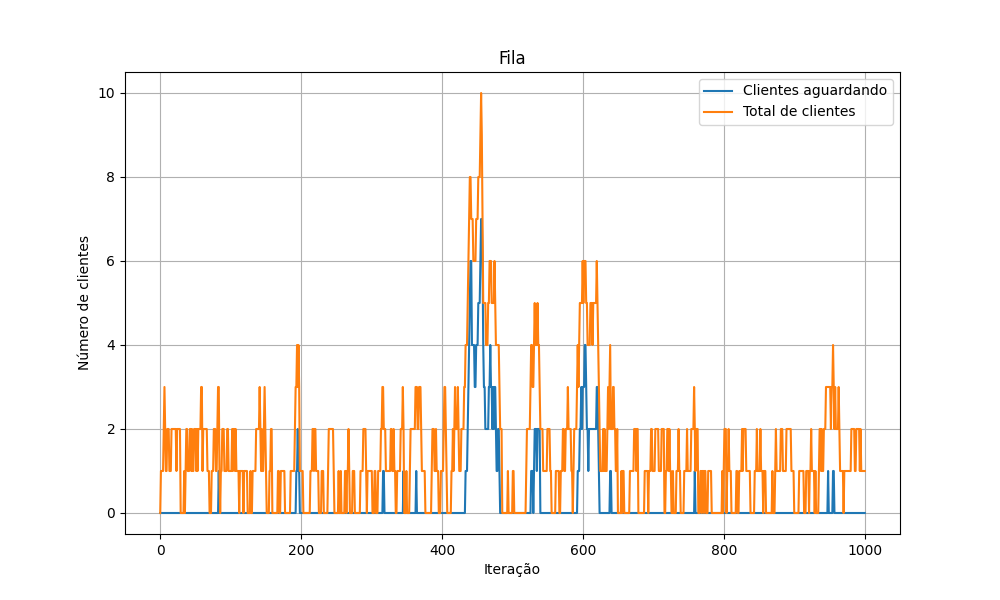 Fila
Clientes aguardando
Total de clientes
Número de clientes
10
8
6
4
2
0
0 200 400 600 800 1000
Iteração